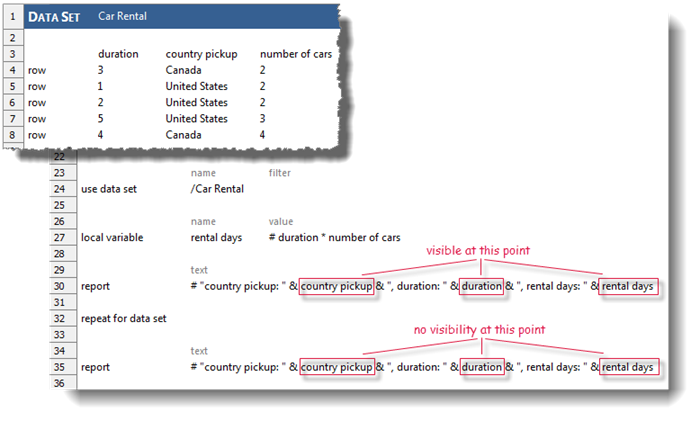 1 DATA SET Car Rental
2
3 duration country pickup number of cars
4 row 3 Canada 2
5 row 1 United States 2
6 row 2 United States 2
7 row 5 United States 3
8 row 4 Canada 4
22
23 name filter
24 use data set /Car Rental
25
26 name value
27 local variable rental days # duration * number of cars
28
visible at this point
29 text
30 report # "country pickup: " & country pickup & ", duration: " & duration & ", rental days: " & rental days
31
32 repeat for data set
33
no visibility at this point
34 text
35 report # "country pickup: " & country pickup & ", duration: " & duration & ", rental days: " & rental days
36